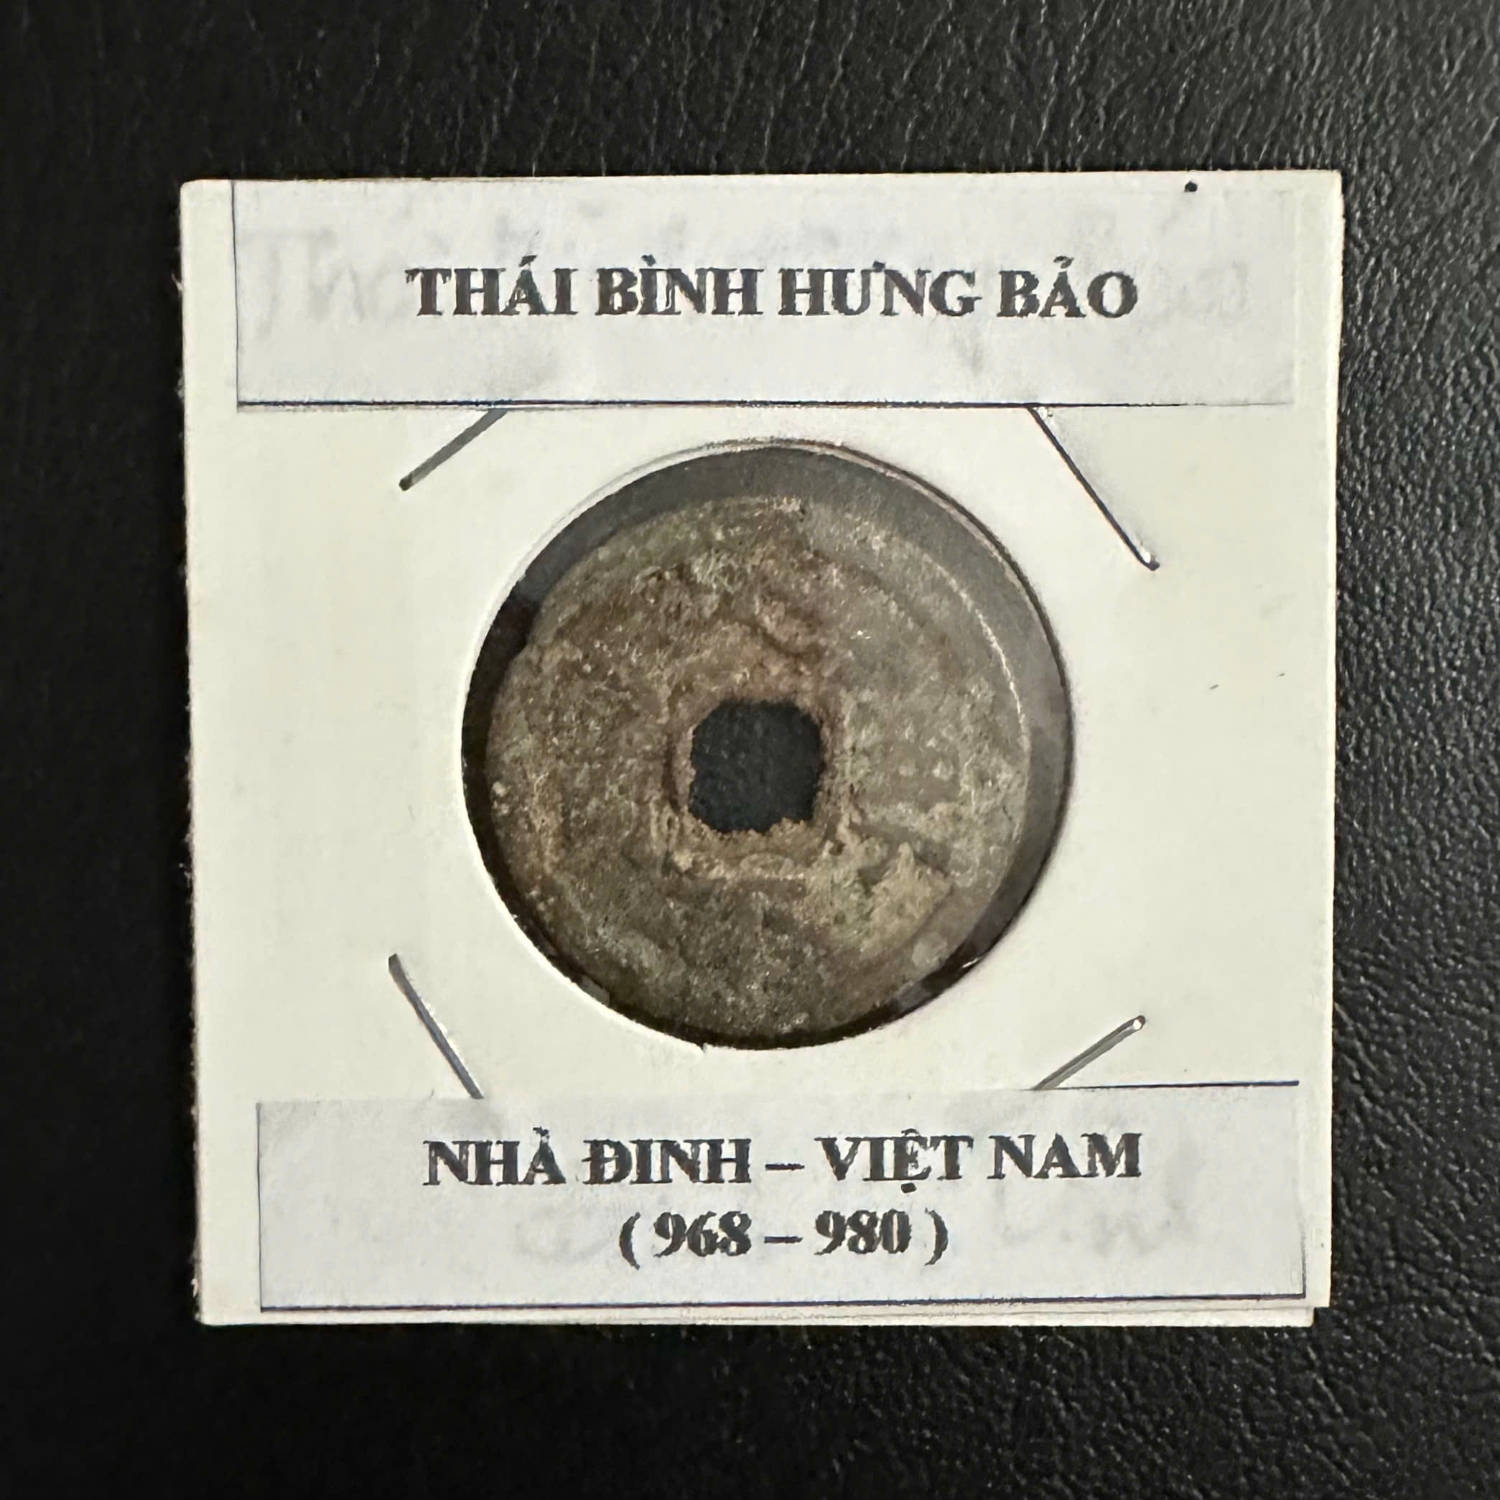 THÁI BÌNH HƯNG BẢO
NHÀ ĐINH – VIỆT NAM
( 968 – 980 )